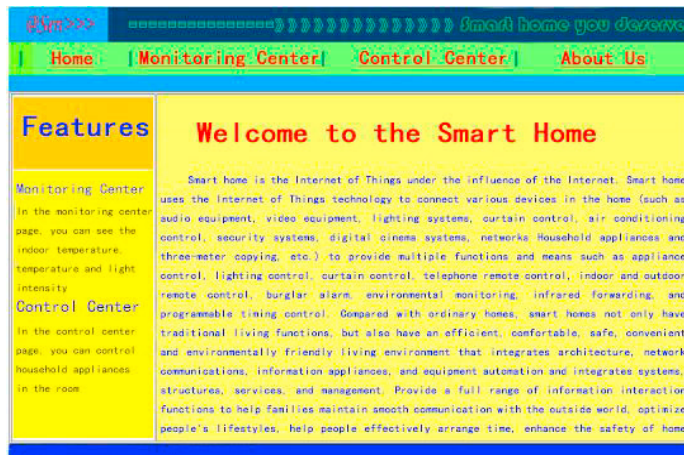 >>> ==================》》》》》》》》》》》》》》》 Smart home you deserve
Home | Monitoring Center | Control Center | About Us
Features
Monitoring Center
In the monitoring center
page, you can see the
indoor temperature,
temperature and light
intensity
Control Center
In the control center
page, you can control
household appliances
in the room
Welcome to the Smart Home
Smart home is the Internet of Things under the influence of the Internet. Smart home
uses the Internet of Things technology to connect various devices in the home (such as
audio equipment, video equipment, lighting systems, curtain control, air conditioning
control, security systems, digital cinema systems, networks Household appliances and
three-meter copying, etc.) to provide multiple functions and means such as appliance
control, lighting control, curtain control, telephone remote control, indoor and outdoor
remote control, burglar alarm, environmental monitoring, infrared forwarding, and
programmable timing control. Compared with ordinary homes, smart homes not only have
traditional living functions, but also have an efficient, comfortable, safe, convenient
and environmentally friendly living environment that integrates architecture, network
communications, information appliances, and equipment automation and integrates systems,
structures, services, and management. Provide a full range of information interaction
functions to help families maintain smooth communication with the outside world, optimize
people's lifestyles, help people effectively arrange time, enhance the safety of home